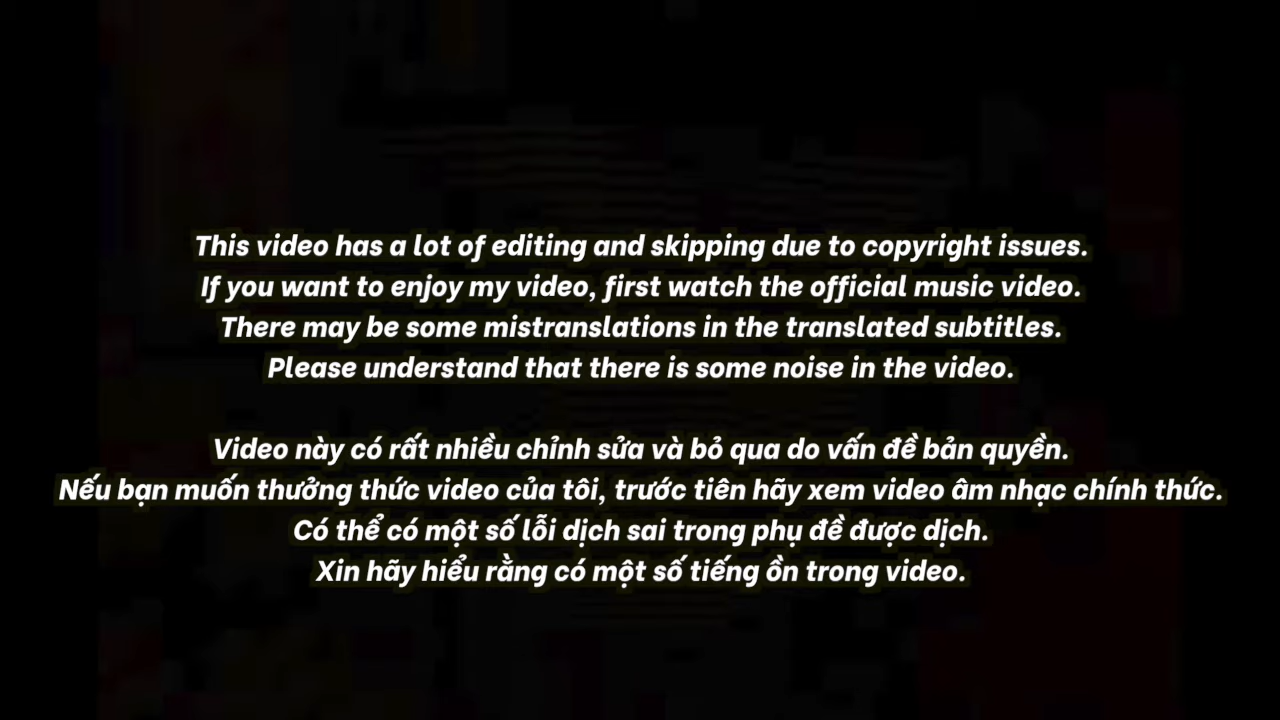 This video has a lot of editing and skipping due to copyright issues.
If you want to enjoy my video, first watch the official music video.
There may be some mistranslations in the translated subtitles.
Please understand that there is some noise in the video.
Video này có rất nhiều chỉnh sửa và bỏ qua do vấn đề bản quyền.
Nếu bạn muốn thưởng thức video của tôi, trước tiên hãy xem video âm nhạc chính thức.
Có thể có một số lỗi dịch sai trong phụ đề được dịch.
Xin hãy hiểu rằng có một số tiếng ồn trong video.